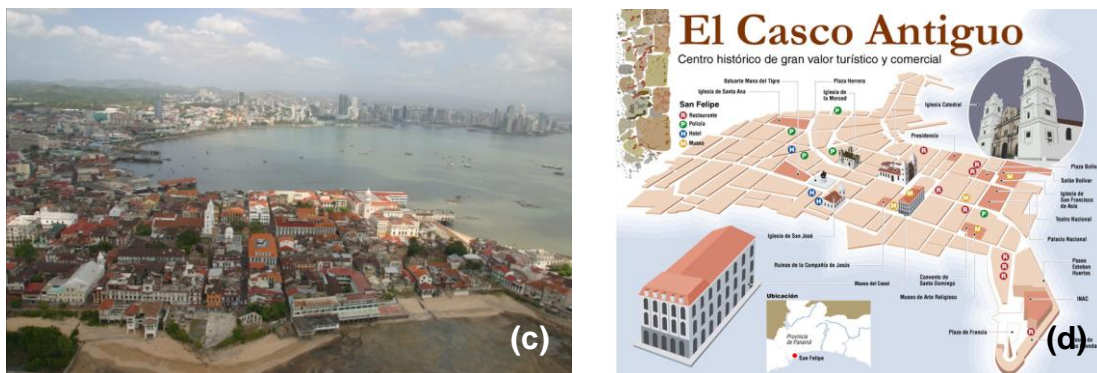 (c)
El Casco Antiguo
Centro histórico de gran valor turístico y comercial
Baluarte Mano del Tigre
Plaza Herrera
Iglesia de Santa Ana
Iglesia de
la Merced
Iglesia Catedral
San Felipe
R Restaurante
P Policía
H Hotel
M Museo
Presidencia
Salón Bolívar
Iglesia de
San Francisco
de Asís
Teatro Nacional
Palacio Nacional
Iglesia de San José
Ruinas de la Compañía de Jesús
Museo del Canal
Convento de
Santo Domingo
Museo de Arte Religioso
Paseo
Esteban
Huertas
INAC
Plaza de Francia
Ubicación
Provincia
de Panamá
San Felipe
(d)